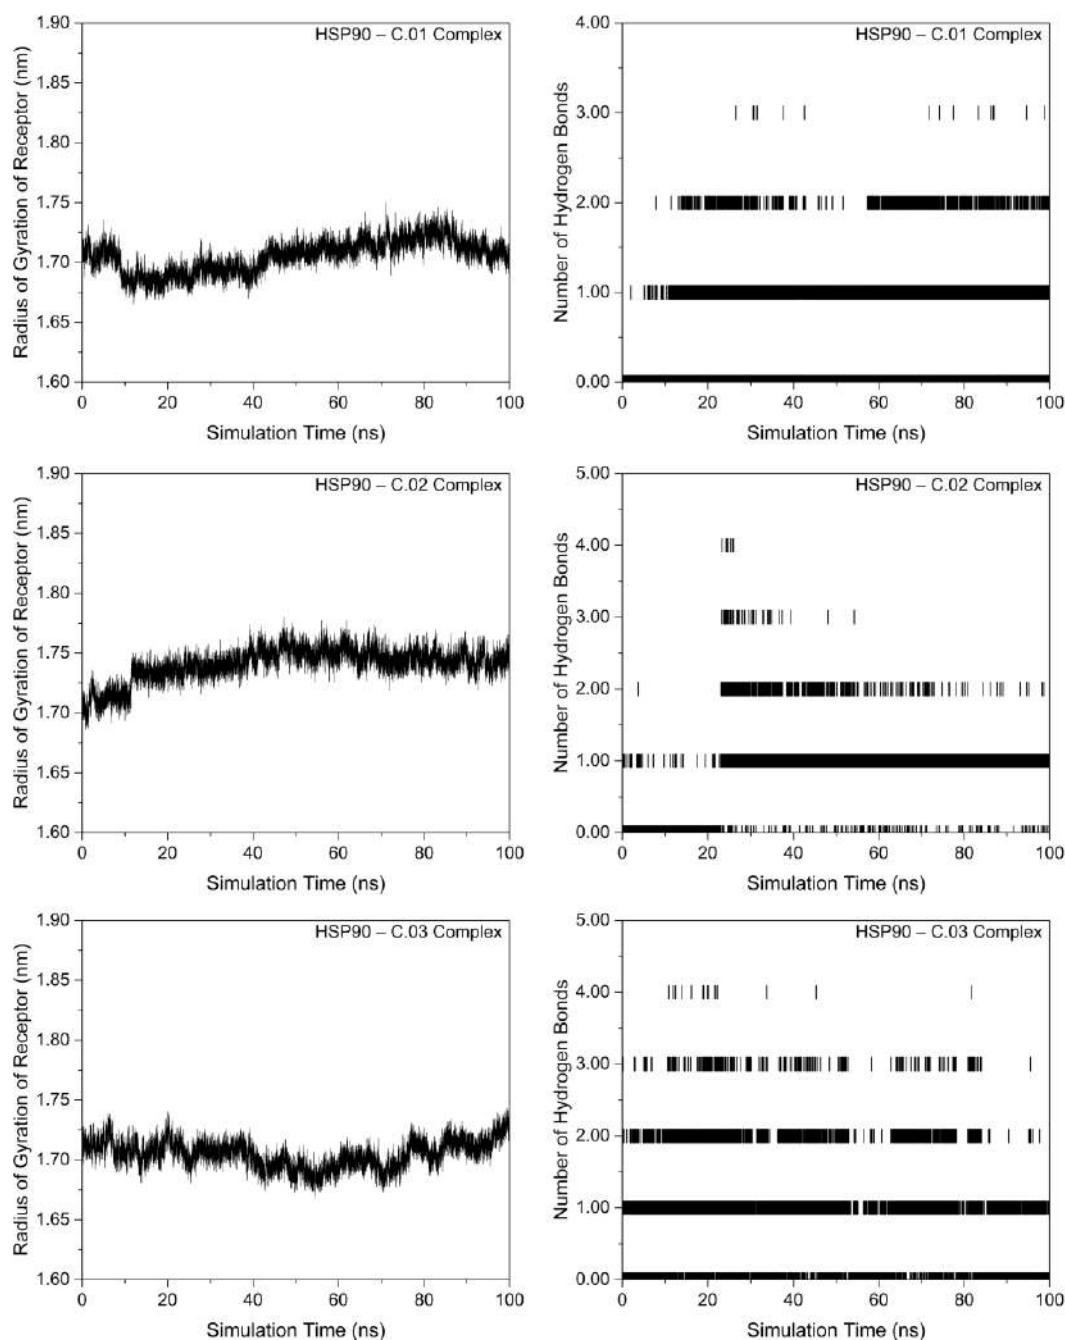 HSP90 – C.01 Complex
Radius of Gyration of Receptor (nm)
1.90
1.85
1.80
1.75
1.70
1.65
1.60
0 20 40 60 80 100
Simulation Time (ns)
HSP90 – C.01 Complex
Number of Hydrogen Bonds
4.00
3.00
2.00
1.00
0.00
0 20 40 60 80 100
Simulation Time (ns)
HSP90 – C.02 Complex
Radius of Gyration of Receptor (nm)
1.90
1.85
1.80
1.75
1.70
1.65
1.60
0 20 40 60 80 100
Simulation Time (ns)
HSP90 – C.02 Complex
Number of Hydrogen Bonds
5.00
4.00
3.00
2.00
1.00
0.00
0 20 40 60 80 100
Simulation Time (ns)
HSP90 – C.03 Complex
Radius of Gyration of Receptor (nm)
1.90
1.85
1.80
1.75
1.70
1.65
1.60
0 20 40 60 80 100
Simulation Time (ns)
HSP90 – C.03 Complex
Number of Hydrogen Bonds
5.00
4.00
3.00
2.00
1.00
0.00
0 20 40 60 80 100
Simulation Time (ns)